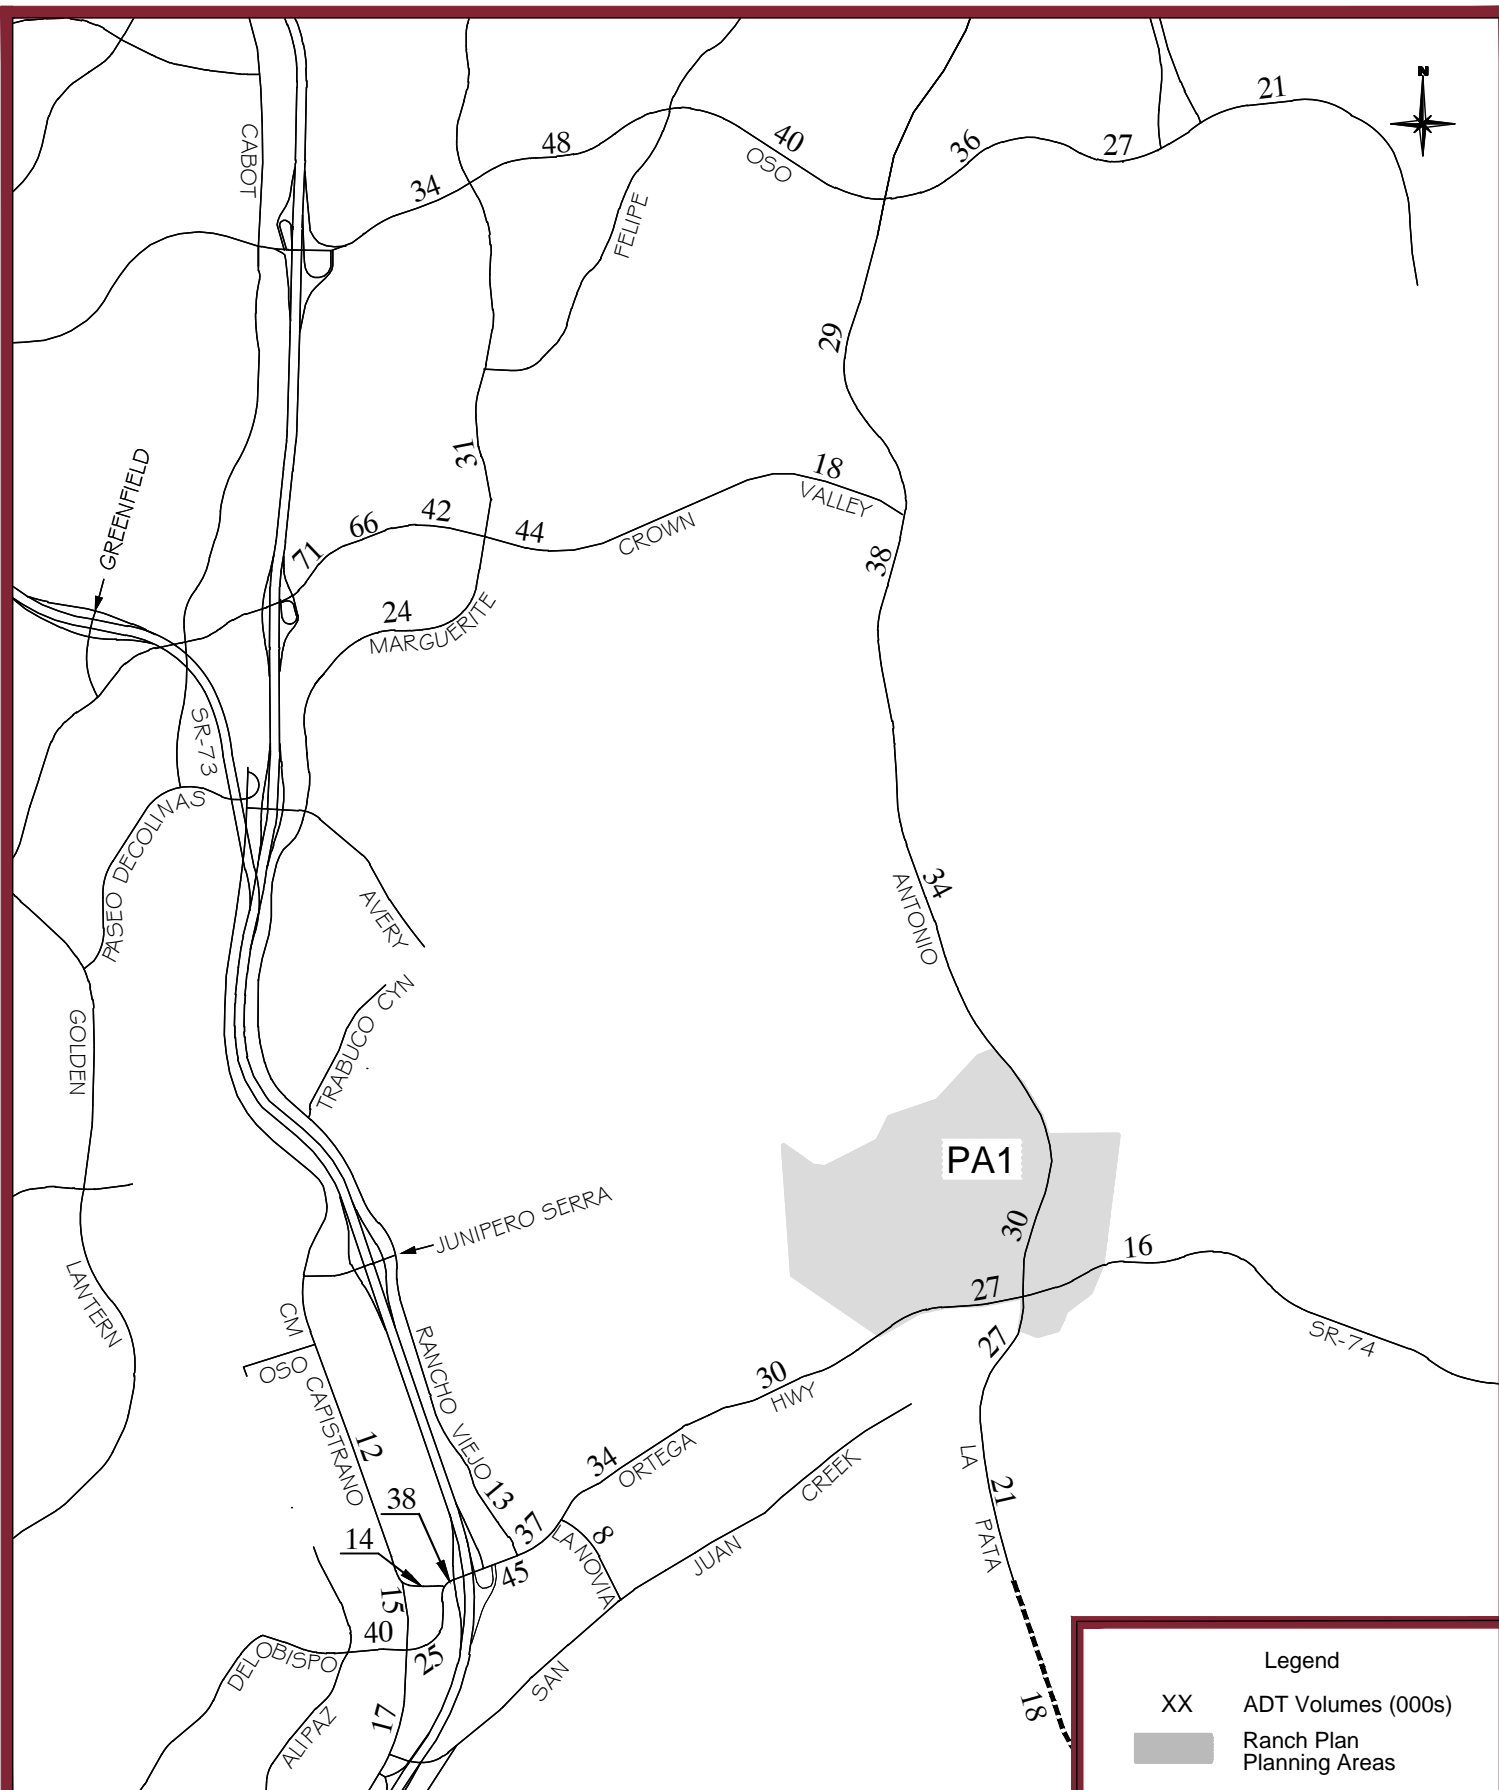 N
21
CABOT
48
40
OSO
36
27
34
FELIPE
29
31
18
VALLEY
GREENFIELD
42
66
44
CROWN
71
38
24
MARGUERITE
SR-73
PASEO DECOLINAS
34
ANTONIO
AVERY
TRABUCO CYN
GOLDEN
PA1
JUNIPERO SERRA
30
16
27
LANTERN
CM
OSO
CAPISTRANO
RANCHO VIEJO
27
SR-74
30
HWY
12
34
ORTEGA
LA
CREEK
38
13
37
21
8
LA NOVIA
14
45
JUAN
PATA
15
40
25
DELOBISPO
SAN
17
ALIPAZ
18
Legend
XX ADT Volumes (000s)
Ranch Plan
Planning Areas